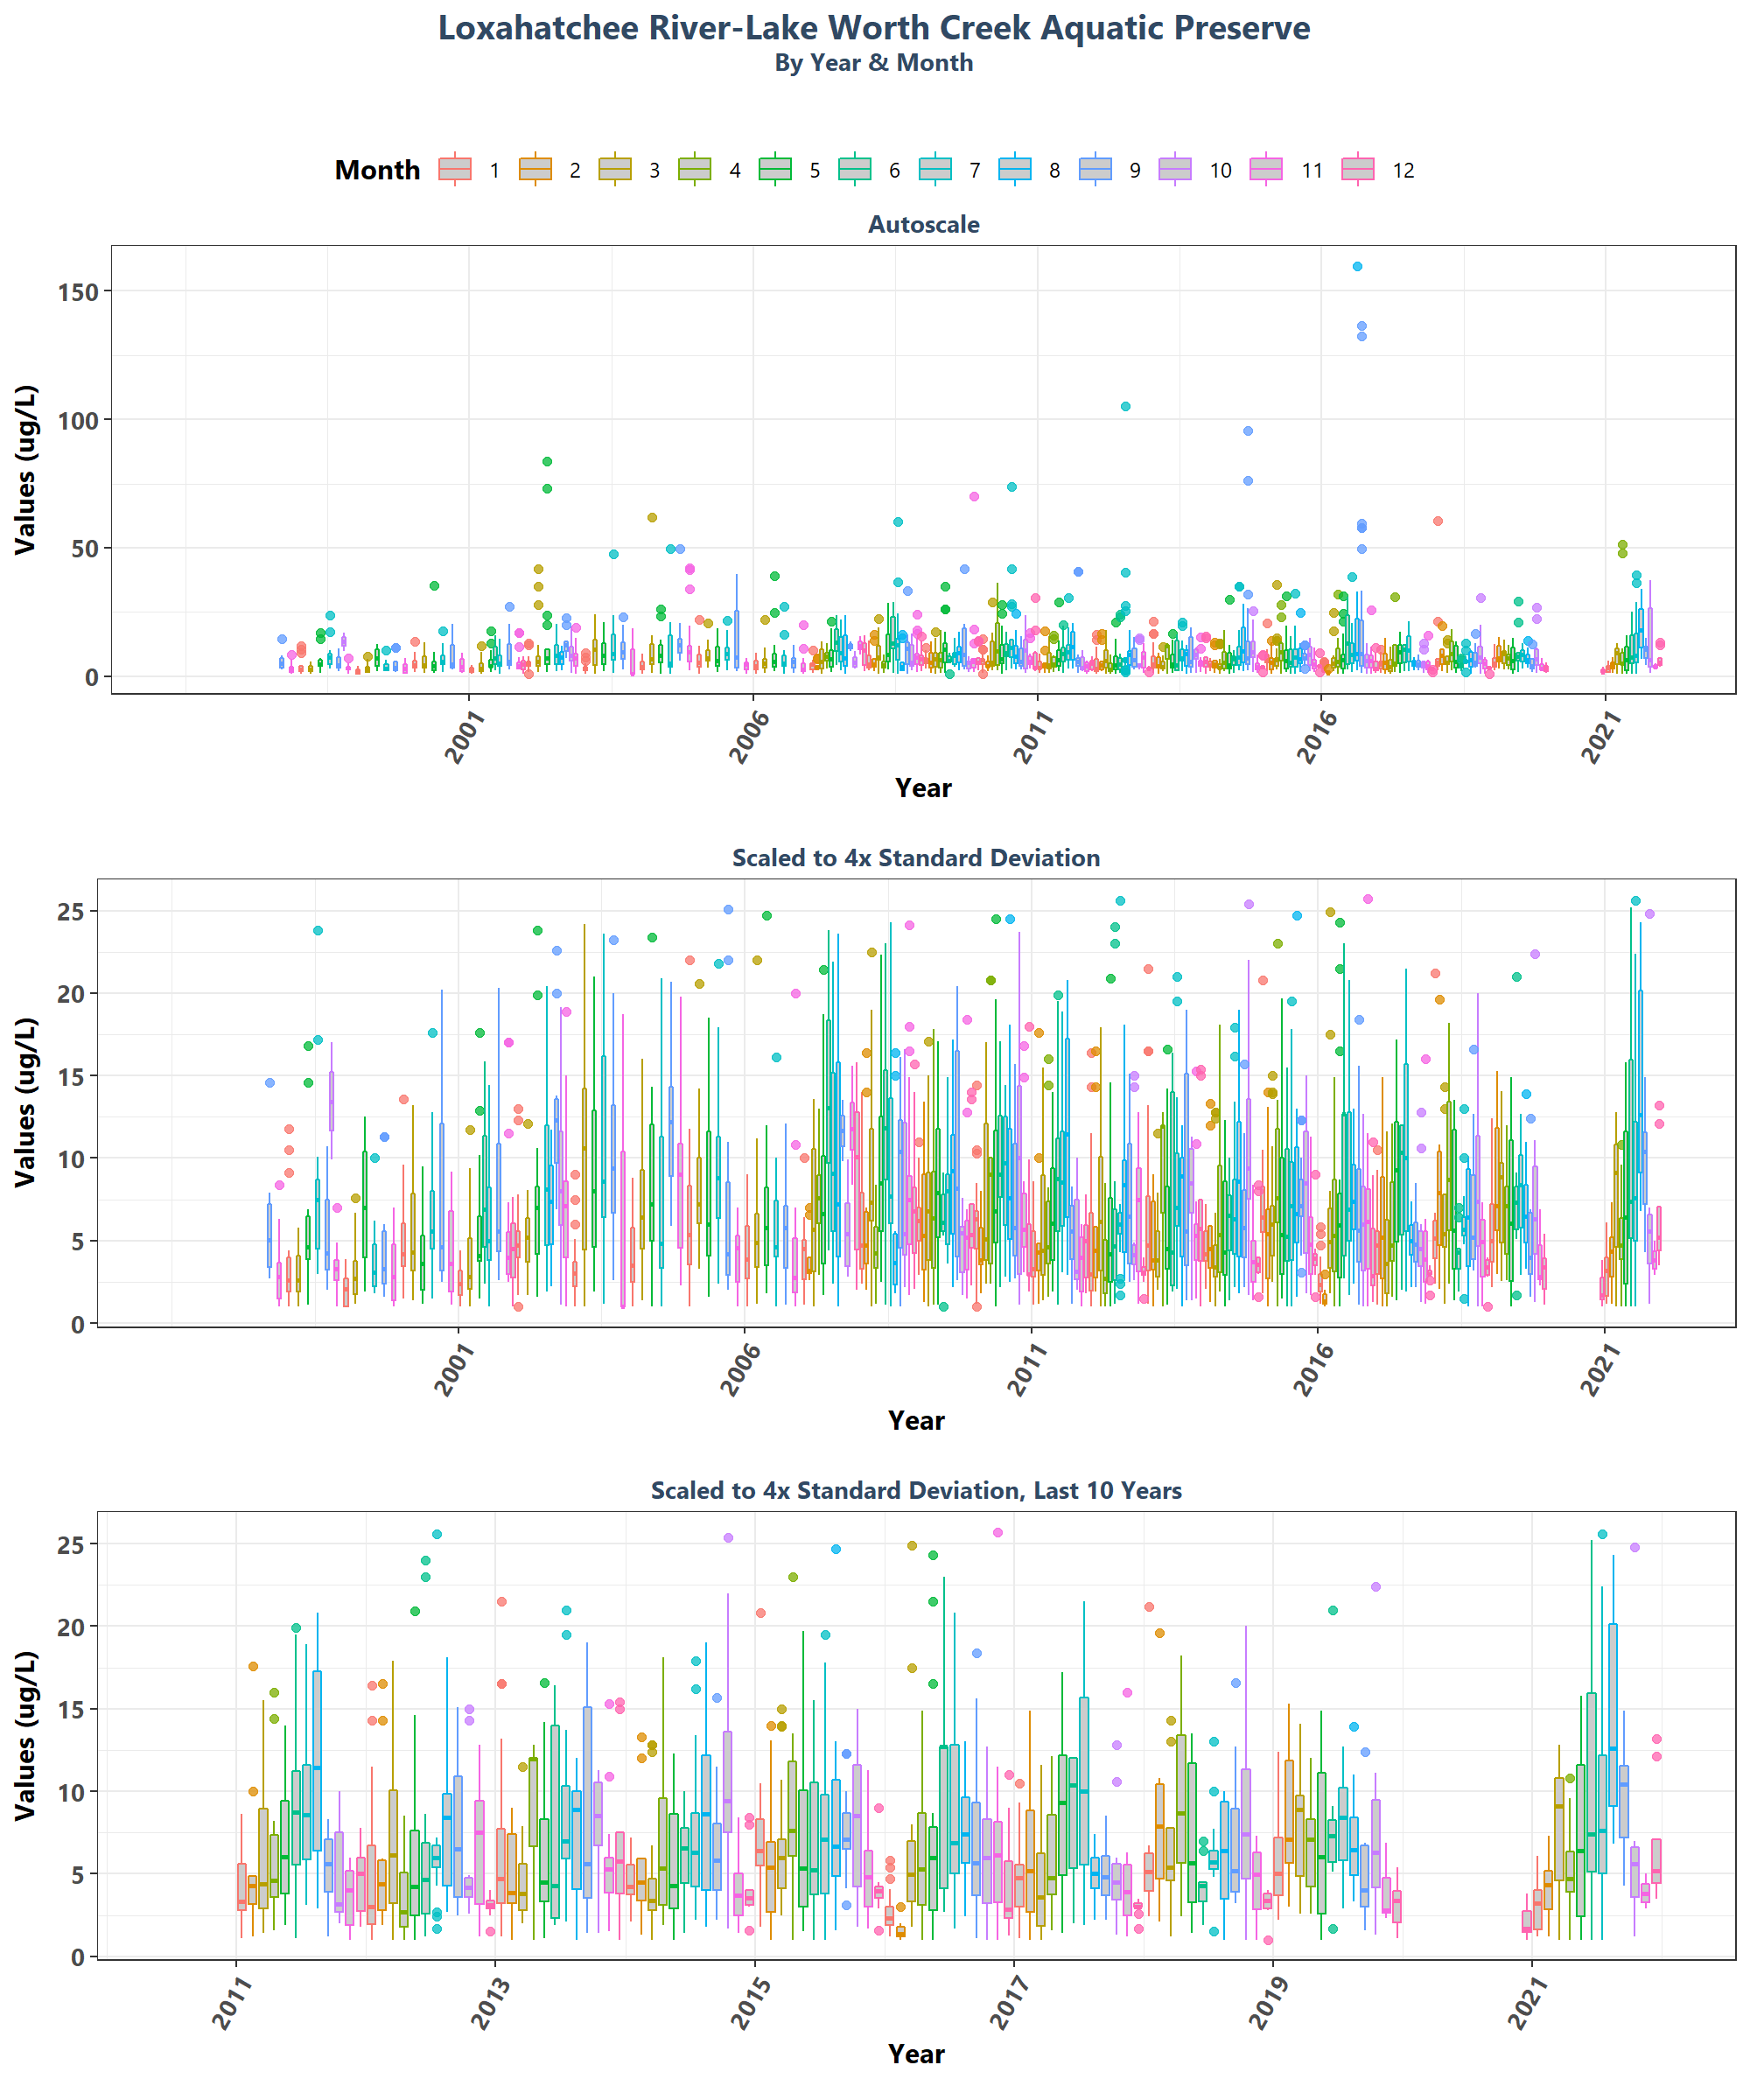 Loxahatchee River-Lake Worth Creek Aquatic Preserve
By Year & Month
Month 1 2 3 4 5 6 7 8 9 10 11 12
Autoscale
Values (ug/L)
150
100
50
0
2001 2006 2011 2016 2021
Year
Scaled to 4x Standard Deviation
Values (ug/L)
25
20
15
10
5
0
2001 2006 2011 2016 2021
Year
Scaled to 4x Standard Deviation, Last 10 Years
Values (ug/L)
25
20
15
10
5
0
2011 2013 2015 2017 2019 2021
Year